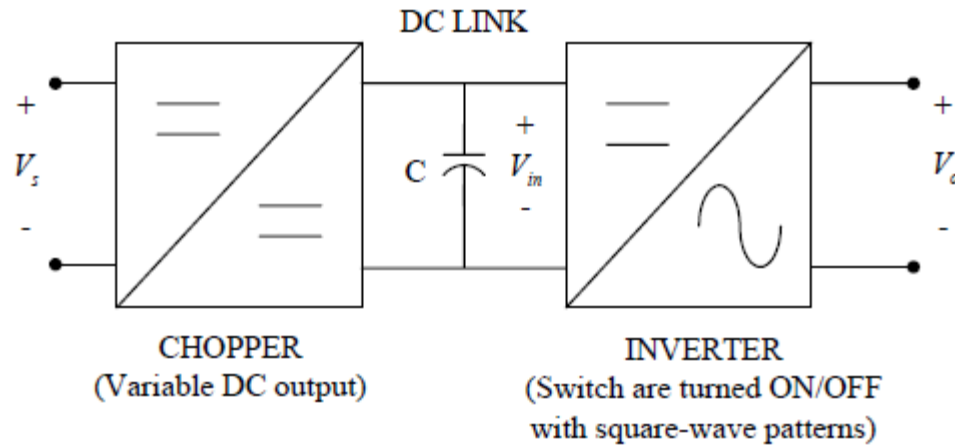 DC LINK
+
V_s
-
C
+
V_in
-
+
-
CHOPPER
(Variable DC output)
INVERTER
(Switch are turned ON/OFF
with square-wave patterns)